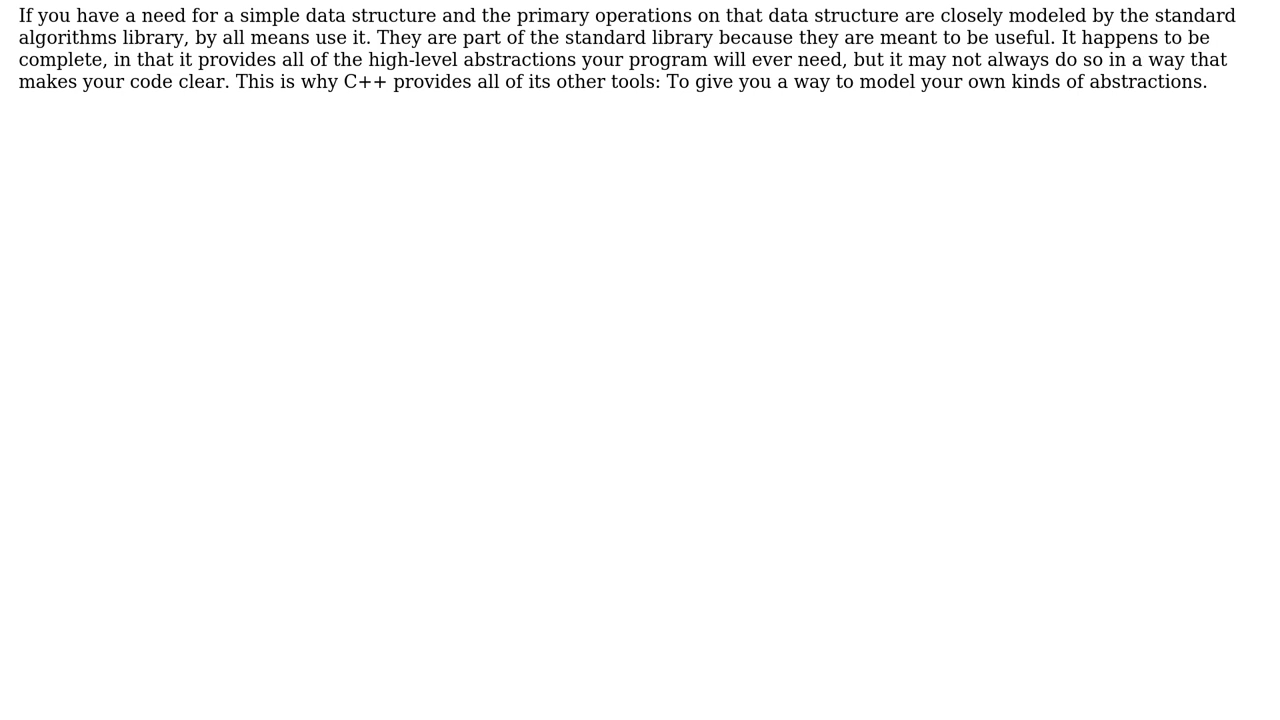 If you have a need for a simple data structure and the primary operations on that data structure are closely modeled by the standard
algorithms library, by all means use it. They are part of the standard library because they are meant to be useful. It happens to be
complete, in that it provides all of the high-level abstractions your program will ever need, but it may not always do so in a way that
makes your code clear. This is why C++ provides all of its other tools: To give you a way to model your own kinds of abstractions.